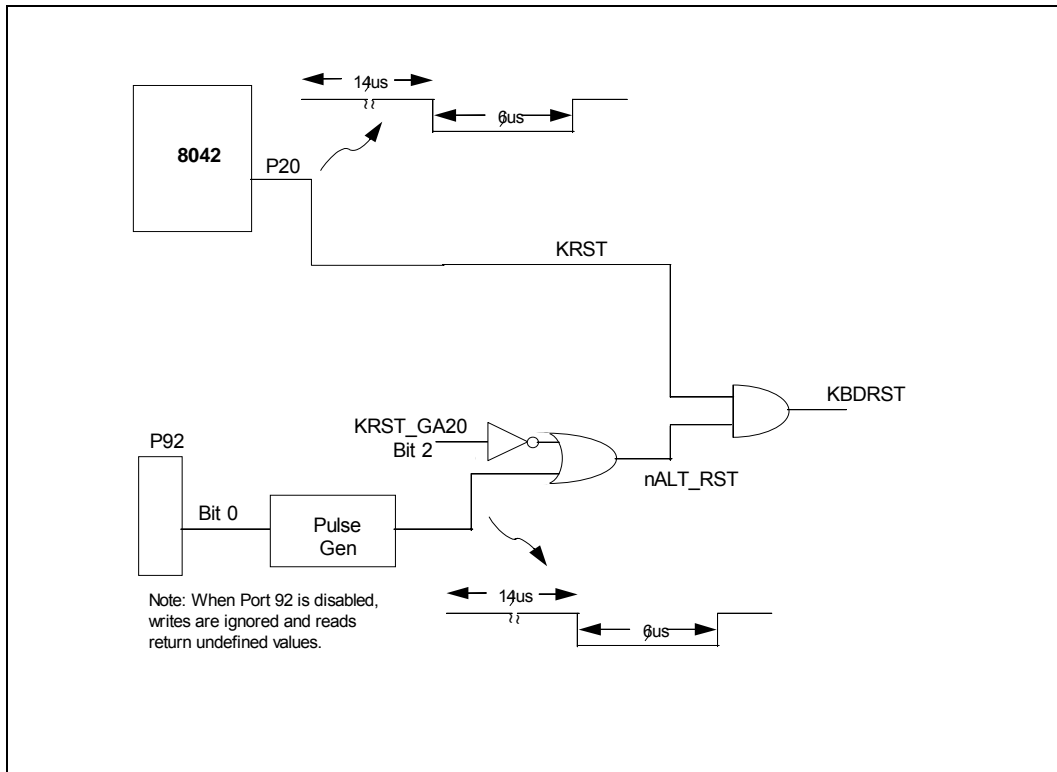 14us
6us
8042
P20
KRST
KBDRST
KRST_GA20
Bit 2
nALT_RST
P92
Bit 0
Pulse
Gen
14us
6us
Note: When Port 92 is disabled,
writes are ignored and reads
return undefined values.